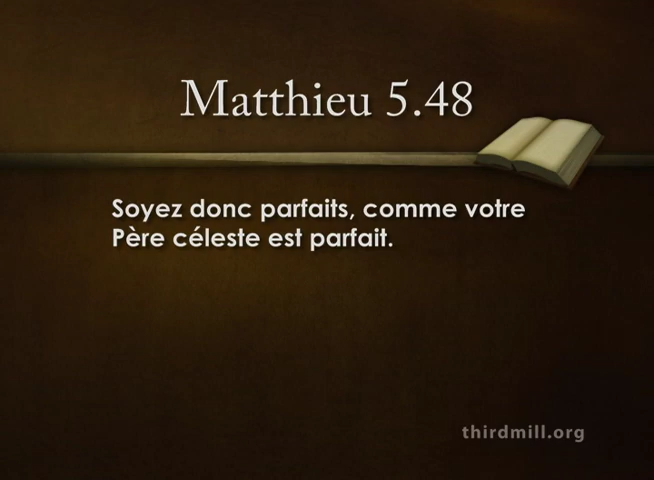 Matthieu 5.48
Soyez donc parfaits, comme votre
Père céleste est parfait.
thirdmill.org